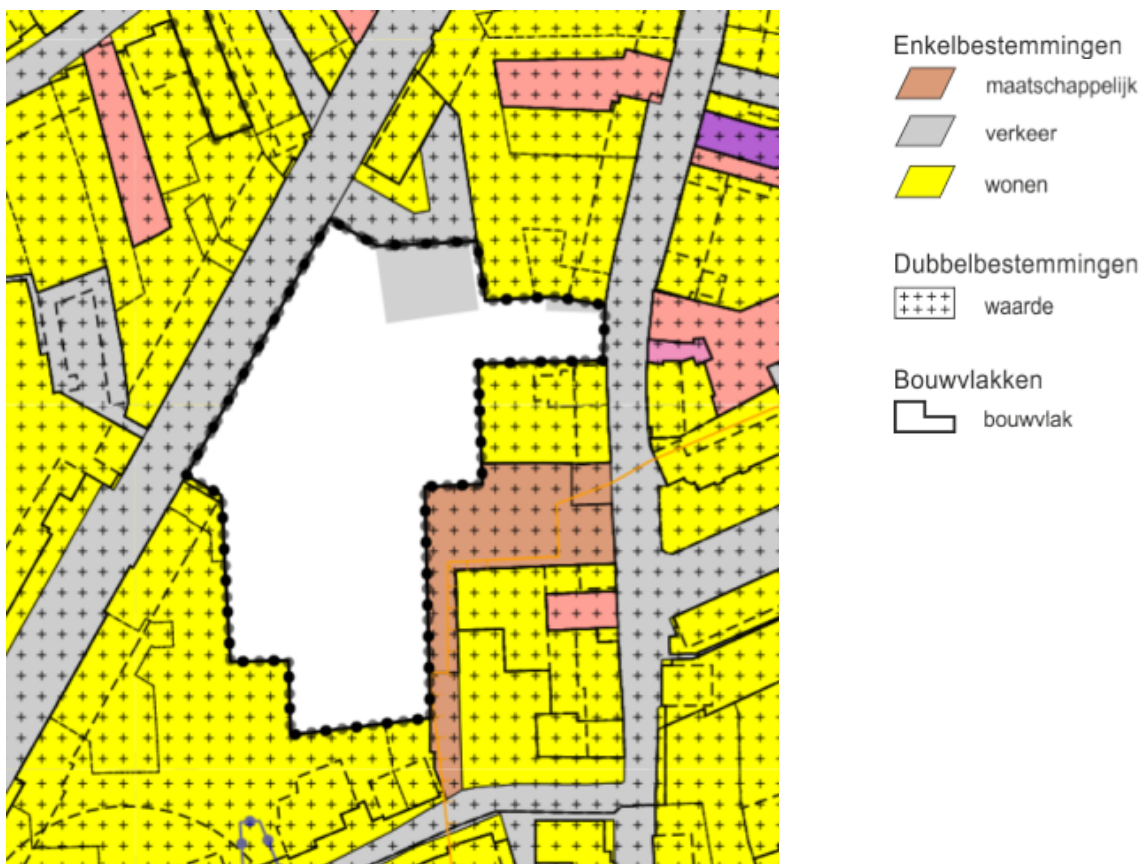 Enkelbestemmingen
maatschappelijk
verkeer
wonen
Dubbelbestemmingen
waarde
Bouwvlakken
bouwvlak